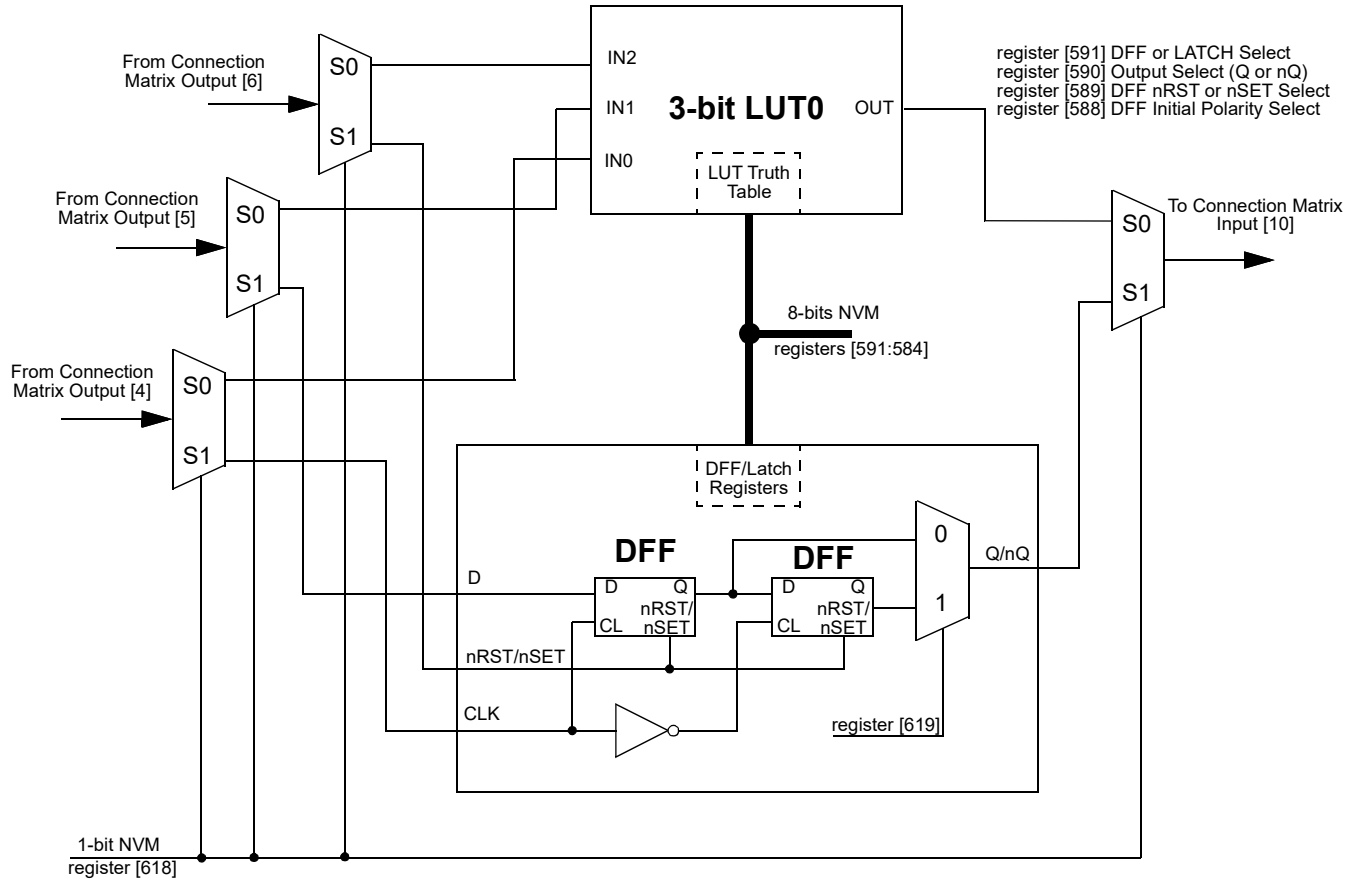 From Connection
Matrix Output [6]
S0
S1
IN2
IN1
IN0
3-bit LUT0
OUT
LUT Truth
Table
register [591] DFF or LATCH Select
register [590] Output Select (Q or nQ)
register [589] DFF nRST or nSET Select
register [588] DFF Initial Polarity Select
From Connection
Matrix Output [5]
S0
S1
To Connection Matrix
Input [10]
S0
S1
8-bits NVM
registers [591:584]
From Connection
Matrix Output [4]
S0
S1
DFF/Latch
Registers
DFF
D
Q
nRST/
nSET
CL
DFF
D
Q
nRST/
nSET
CL
0
1
Q/nQ
D
nRST/nSET
CLK
register [619]
1-bit NVM
register [618]